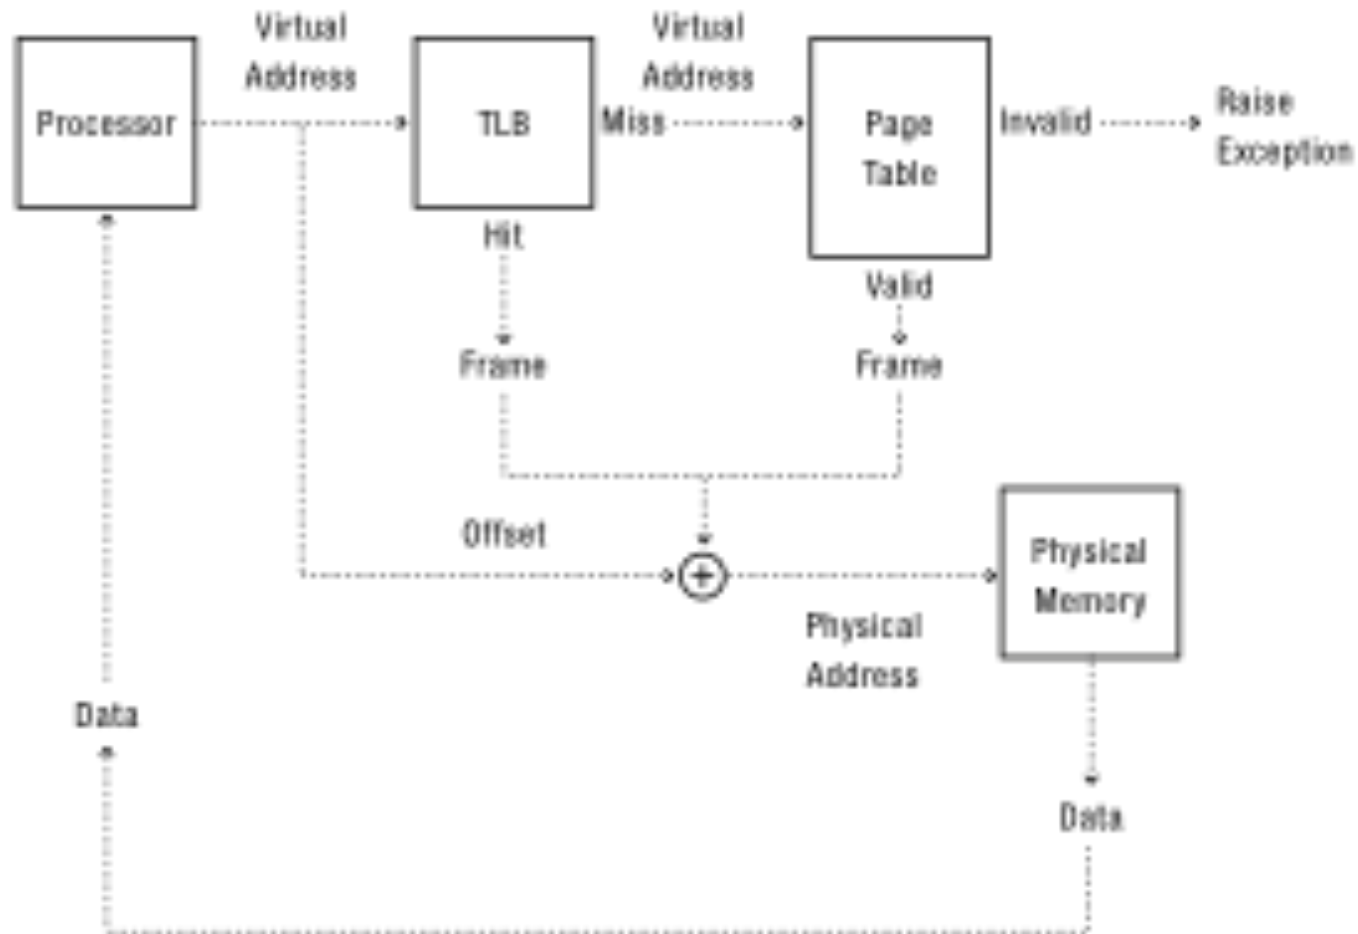 Virtual
Address
Virtual
Address
Processor
TLB
Miss
Page
Table
Invalid
Raise
Exception
Hit
Valid
Frame
Frame
Offset
Physical
Memory
Physical
Address
Data
Data